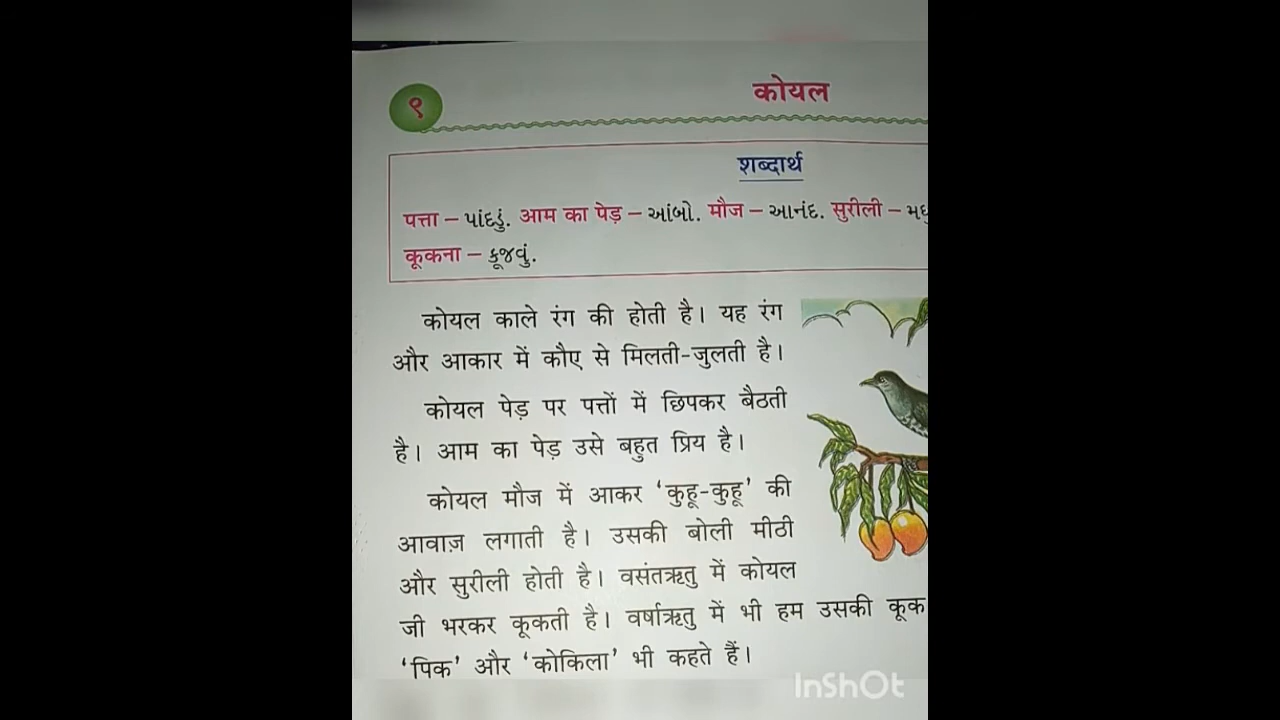 ९
कोयल
शब्दार्थ
पत्ता – પાંદડું. आम का पेड़ – આંબો. मौज – આનંદ. सुरीली –
कूकना – કૂજવું.
कोयल काले रंग की होती है। यह रंग
और आकार में कौए से मिलती-जुलती है।
कोयल पेड़ पर पत्तों में छिपकर बैठती
है। आम का पेड़ उसे बहुत प्रिय है।
कोयल मौज में आकर ‘कुहू-कुहू’ की
आवाज़ लगाती है। उसकी बोली मीठी
और सुरीली होती है। वसंतऋतु में कोयल
जी भरकर कूकती है। वर्षाऋतु में भी हम उसकी कूक
‘पिक’ और ‘कोकिला’ भी कहते हैं।
InShOt